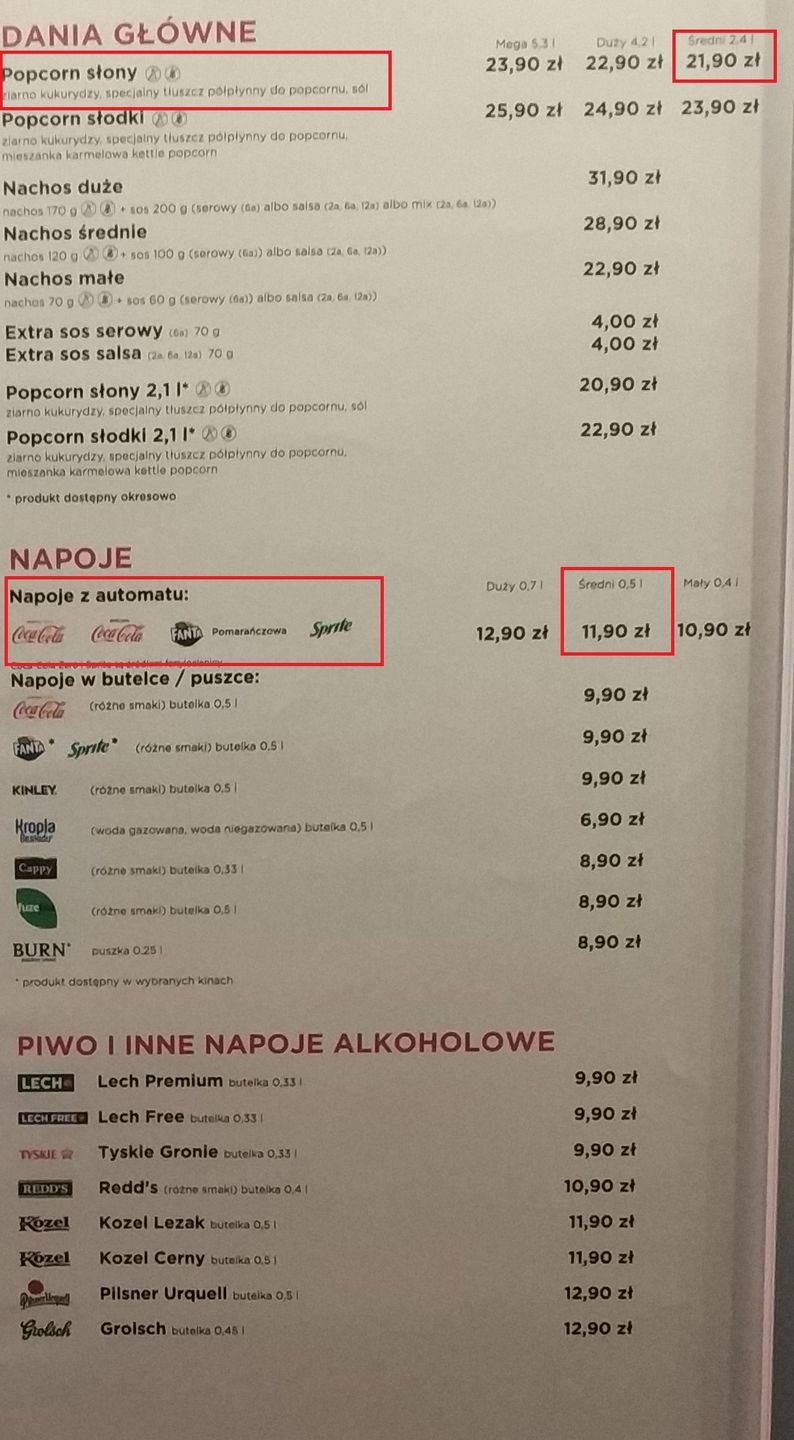 DANIA GŁÓWNE
Mega 5,3 l Duży 4,2 l Średni 2,4 l
Popcorn słony 23,90 zł 22,90 zł 21,90 zł
ziarno kukurydzy, specjalny tłuszcz półpłynny do popcornu, sól
Popcorn słodki 25,90 zł 24,90 zł 23,90 zł
ziarno kukurydzy, specjalny tłuszcz półpłynny do popcornu,
mieszanka karmelowa kettle popcorn
Nachos duże 31,90 zł
nachos 170 g + sos 200 g (serowy (6a) albo salsa (2a, 6a, 12a) albo mix (2a, 6a, 12a))
Nachos średnie 28,90 zł
nachos 120 g + sos 100 g (serowy (6a)) albo salsa (2a, 6a, 12a))
Nachos małe 22,90 zł
nachos 70 g + sos 60 g (serowy (6a)) albo salsa (2a, 6a, 12a))
Extra sos serowy (6a) 70 g 4,00 zł
Extra sos salsa (2a, 6a, 12a) 70 g 4,00 zł
Popcorn słony 2,1 l* 20,90 zł
ziarno kukurydzy, specjalny tłuszcz półpłynny do popcornu, sól
Popcorn słodki 2,1 l* 22,90 zł
ziarno kukurydzy, specjalny tłuszcz półpłynny do popcornu,
mieszanka karmelowa kettle popcorn
* produkt dostępny okresowo
NAPOJE
Duży 0,7 l Średni 0,5 l Mały 0,4 l
Napoje z automatu:
Coca-Cola Coca-Cola FANTA Pomarańczowa Sprite 12,90 zł 11,90 zł 10,90 zł
Coca-Cola Zero i Sprite są źródłem fenyloalaniny
Napoje w butelce / puszce:
Coca-Cola (różne smaki) butelka 0,5 l 9,90 zł
FANTA* Sprite* (różne smaki) butelka 0,5 l 9,90 zł
KINLEY (różne smaki) butelka 0,5 l 9,90 zł
Kropla Beskidu (woda gazowana, woda niegazowana) butelka 0,5 l 6,90 zł
Cappy (różne smaki) butelka 0,33 l 8,90 zł
fuze (różne smaki) butelka 0,5 l 8,90 zł
BURN* puszka 0,25 l 8,90 zł
* produkt dostępny w wybranych kinach
PIWO I INNE NAPOJE ALKOHOLOWE
LECH Lech Premium butelka 0,33 l 9,90 zł
LECH FREE Lech Free butelka 0,33 l 9,90 zł
TYSKIE Tyskie Gronie butelka 0,33 l 9,90 zł
REDD'S Redd's (różne smaki) butelka 0,4 l 10,90 zł
Kozel Kozel Lezak butelka 0,5 l 11,90 zł
Kozel Kozel Cerny butelka 0,5 l 11,90 zł
Pilsner Urquell Pilsner Urquell butelka 0,5 l 12,90 zł
Grolsch Grolsch butelka 0,45 l 12,90 zł